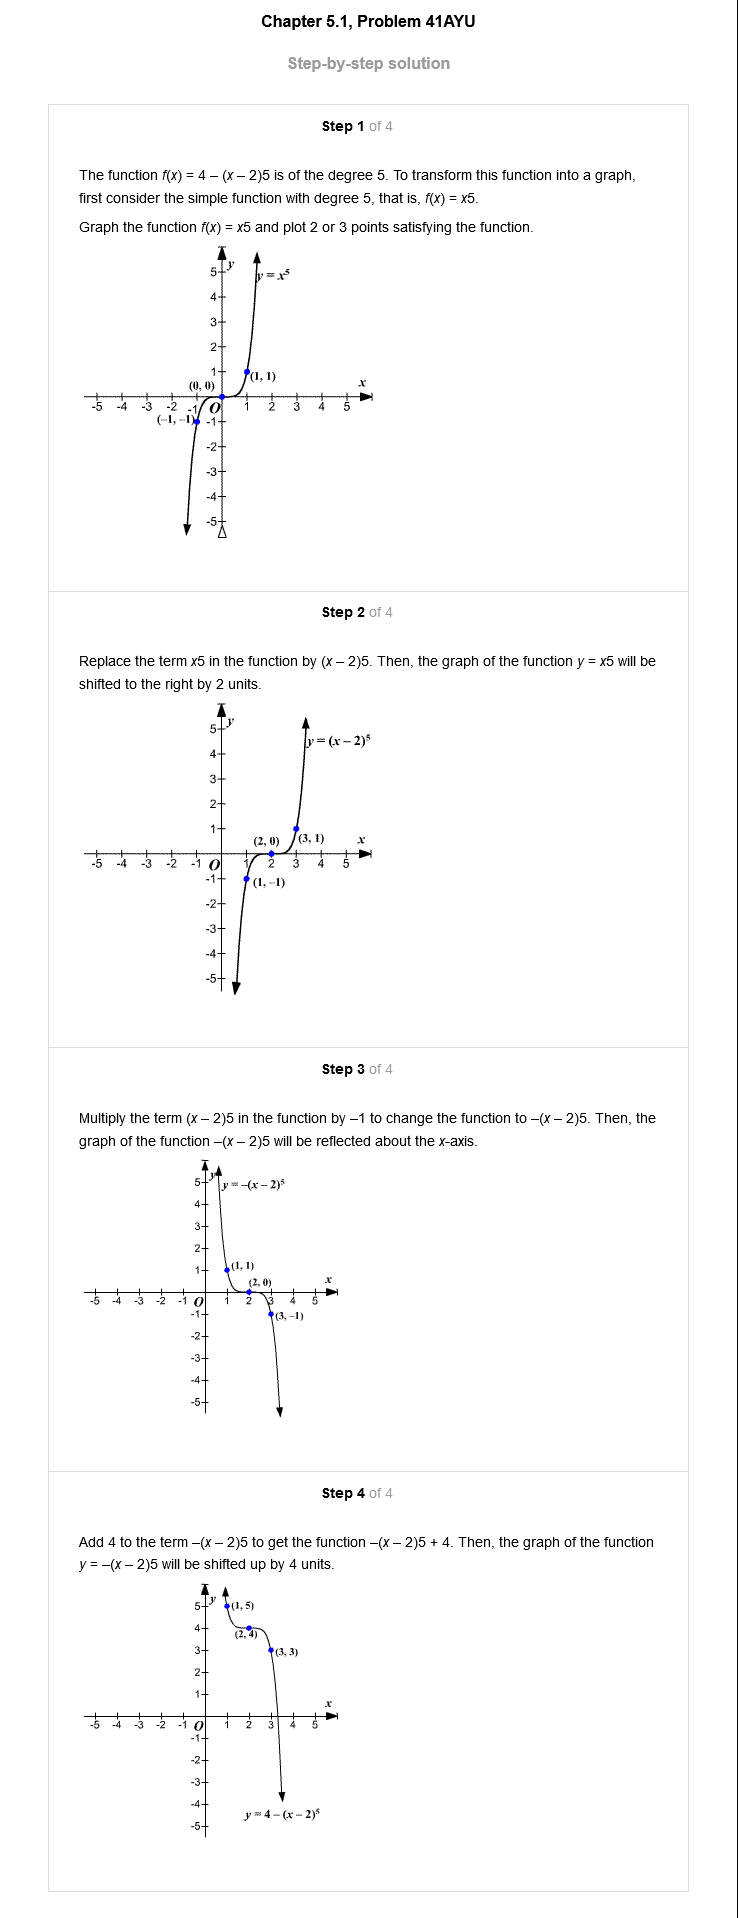 Chapter 5.1, Problem 41AYU
Step-by-step solution
Step 1 of 4
The function f(x) = 4 – (x – 2)5 is of the degree 5. To transform this function into a graph,
first consider the simple function with degree 5, that is, f(x) = x5.
Graph the function f(x) = x5 and plot 2 or 3 points satisfying the function.
y
5
y = x⁵
4
3
2
1
(1, 1)
(0, 0)
x
-5 -4 -3 -2 -1 O 1 2 3 4 5
(–1, –1)
-1
-2
-3
-4
-5
Step 2 of 4
Replace the term x5 in the function by (x – 2)5. Then, the graph of the function y = x5 will be
shifted to the right by 2 units.
y
5
y = (x – 2)⁵
4
3
2
1
(2, 0) (3, 1) x
-5 -4 -3 -2 -1 O 1 2 3 4 5
-1
(1, –1)
-2
-3
-4
-5
Step 3 of 4
Multiply the term (x – 2)5 in the function by –1 to change the function to –(x – 2)5. Then, the
graph of the function –(x – 2)5 will be reflected about the x-axis.
y
5
y = –(x – 2)⁵
4
3
2
1
(1, 1)
(2, 0)
x
-5 -4 -3 -2 -1 O 1 2 3 4 5
-1
(3, –1)
-2
-3
-4
-5
Step 4 of 4
Add 4 to the term –(x – 2)5 to get the function –(x – 2)5 + 4. Then, the graph of the function
y = –(x – 2)5 will be shifted up by 4 units.
y
5
(1, 5)
4
(2, 4)
3
(3, 3)
2
1
x
-5 -4 -3 -2 -1 O 1 2 3 4 5
-1
-2
-3
-4
y = 4 – (x – 2)⁵
-5